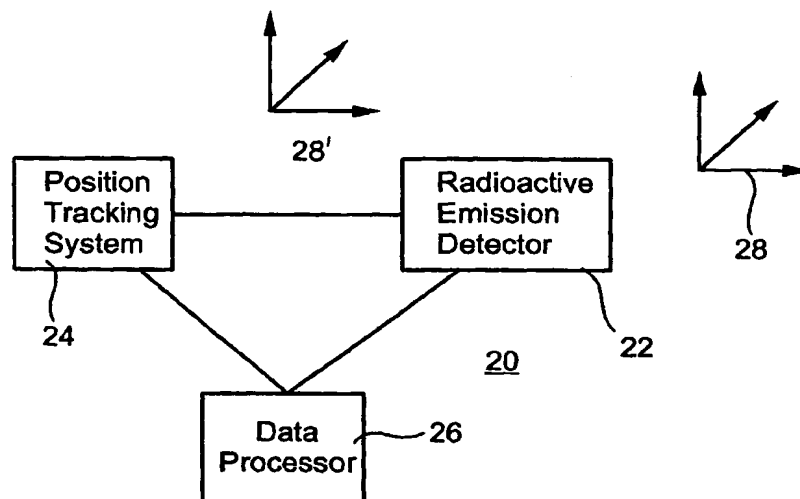 28'
Position
Tracking
System
24
Radioactive
Emission
Detector
22
28
20
Data
Processor
26